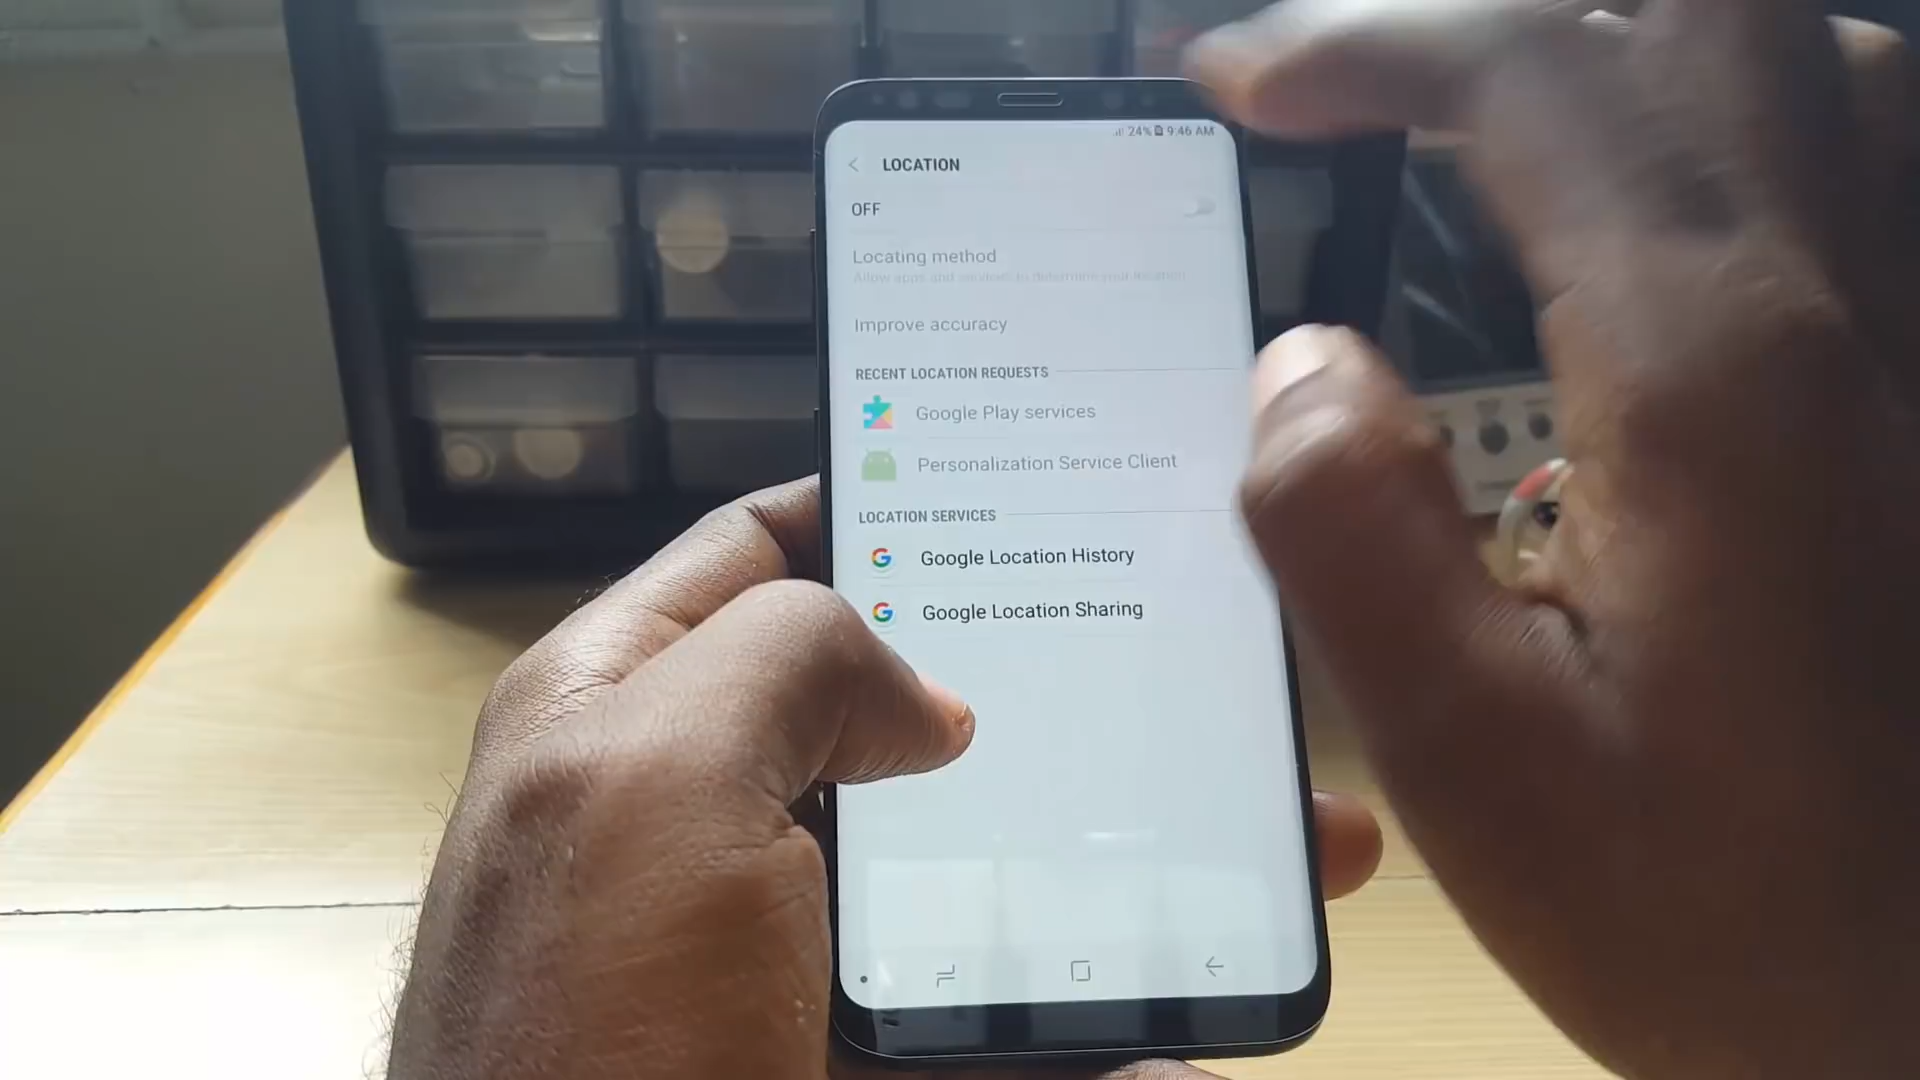 24% 9:46 AM
LOCATION
OFF
Locating method
Allow apps and services to determine your location.
Improve accuracy
RECENT LOCATION REQUESTS
Google Play services
Personalization Service Client
LOCATION SERVICES
Google Location History
Google Location Sharing